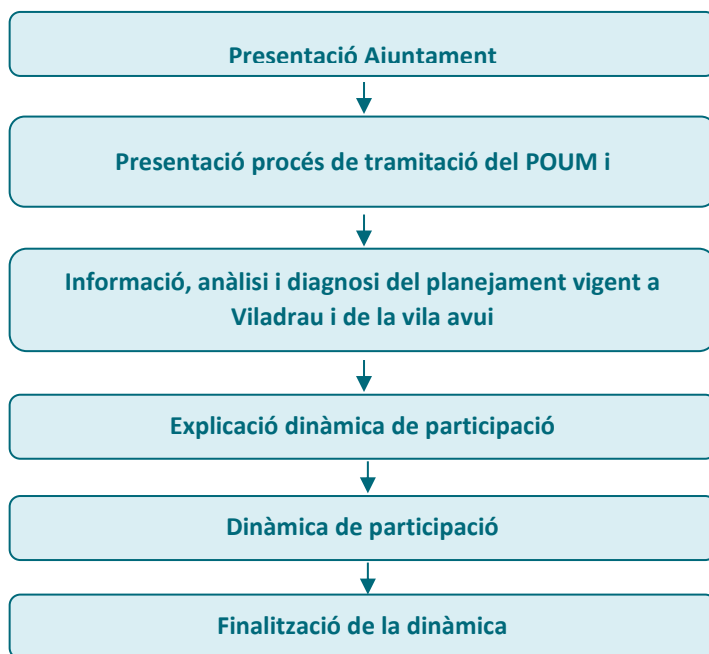 Presentació Ajuntament
Presentació procés de tramitació del POUM i
Informació, anàlisi i diagnosi del planejament vigent a
Viladrau i de la vila avui
Explicació dinàmica de participació
Dinàmica de participació
Finalització de la dinàmica